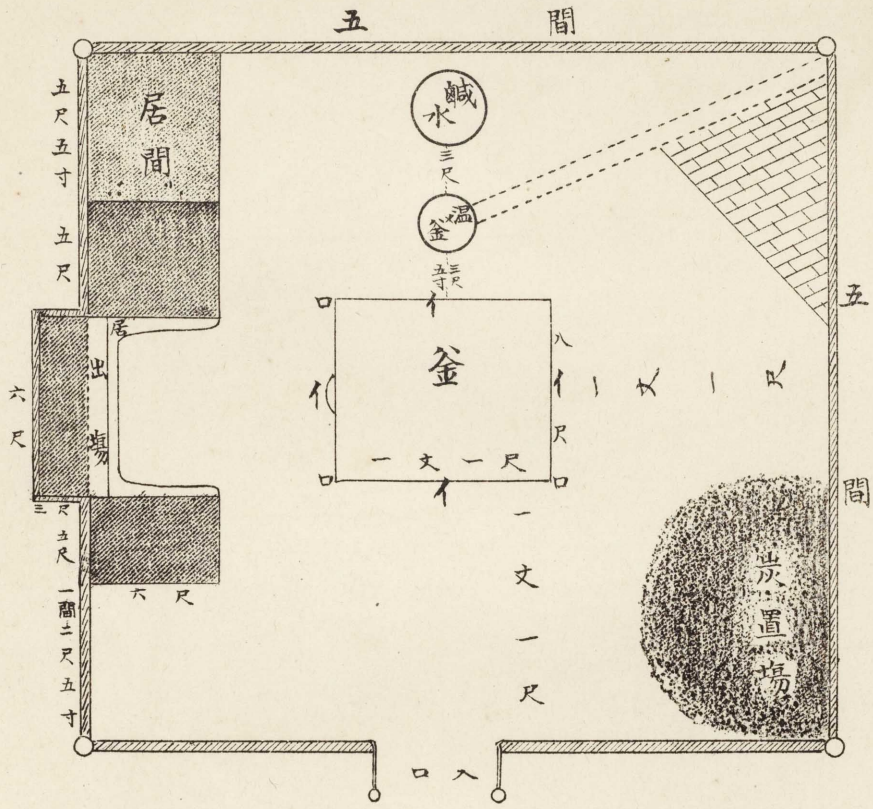 五間
五間
居間
五尺五寸
五尺
鹹水
三尺
温釜
三尺五寸
イ
ロ
ロ
ロ
イ
イ
イ
釜
八尺
一丈一尺
一丈一尺
一丈一尺
居
出場
六尺
三尺
五尺
一間二尺五寸
六尺
炭置場
入口